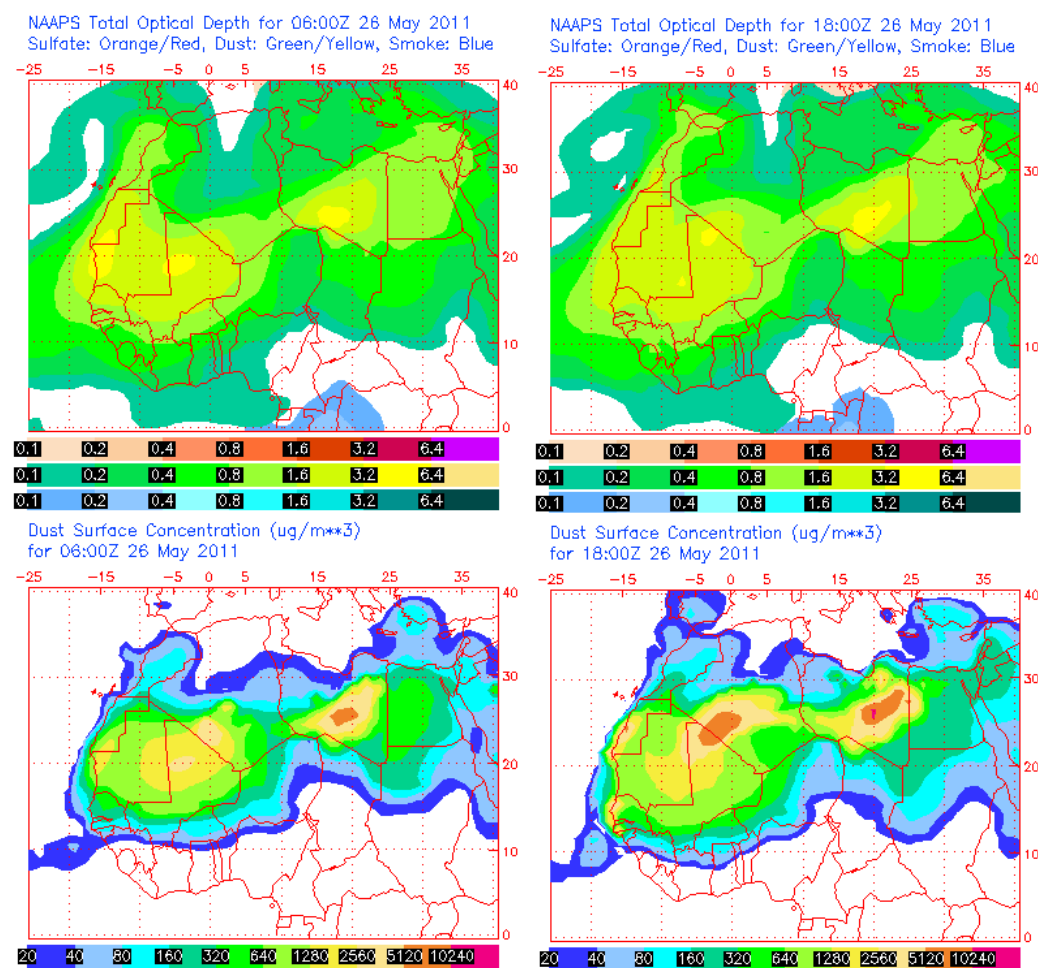 NAAPS Total Optical Depth for 06:00Z 26 May 2011
Sulfate: Orange/Red, Dust: Green/Yellow, Smoke: Blue
-25 -15 -5 0 5 15 25 35
40
30
20
10
0
0.1 0.2 0.4 0.8 1.6 3.2 6.4
0.1 0.2 0.4 0.8 1.6 3.2 6.4
0.1 0.2 0.4 0.8 1.6 3.2 6.4
NAAPS Total Optical Depth for 18:00Z 26 May 2011
Sulfate: Orange/Red, Dust: Green/Yellow, Smoke: Blue
-25 -15 -5 0 5 15 25 35
40
30
20
10
0
0.1 0.2 0.4 0.8 1.6 3.2 6.4
0.1 0.2 0.4 0.8 1.6 3.2 6.4
0.1 0.2 0.4 0.8 1.6 3.2 6.4
Dust Surface Concentration (ug/m**3)
for 06:00Z 26 May 2011
-25 -15 -5 0 5 15 25 35
40
30
20
10
0
20 40 80 160 320 640 1280 2560 5120 10240
Dust Surface Concentration (ug/m**3)
for 18:00Z 26 May 2011
-25 -15 -5 0 5 15 25 35
40
30
20
10
0
20 40 80 160 320 640 1280 2560 5120 10240